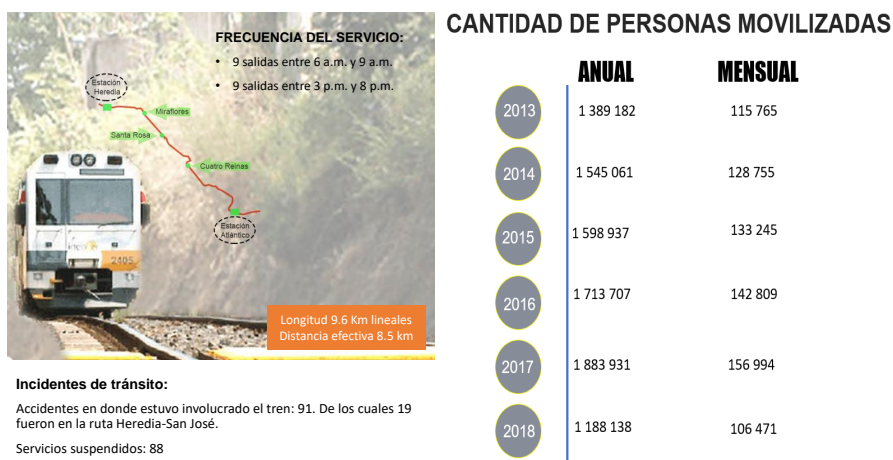 FRECUENCIA DEL SERVICIO:
• 9 salidas entre 6 a.m. y 9 a.m.
• 9 salidas entre 3 p.m. y 8 p.m.
Estación
Heredia
Miraflores
Santa Rosa
Cuatro Reinas
Estación
Atlántico
2405
Longitud 9.6 Km lineales
Distancia efectiva 8.5 km
Incidentes de tránsito:
Accidentes en donde estuvo involucrado el tren: 91. De los cuales 19
fueron en la ruta Heredia-San José.
Servicios suspendidos: 88
CANTIDAD DE PERSONAS MOVILIZADAS
ANUAL MENSUAL
2013 1 389 182 115 765
2014 1 545 061 128 755
2015 1 598 937 133 245
2016 1 713 707 142 809
2017 1 883 931 156 994
2018 1 188 138 106 471